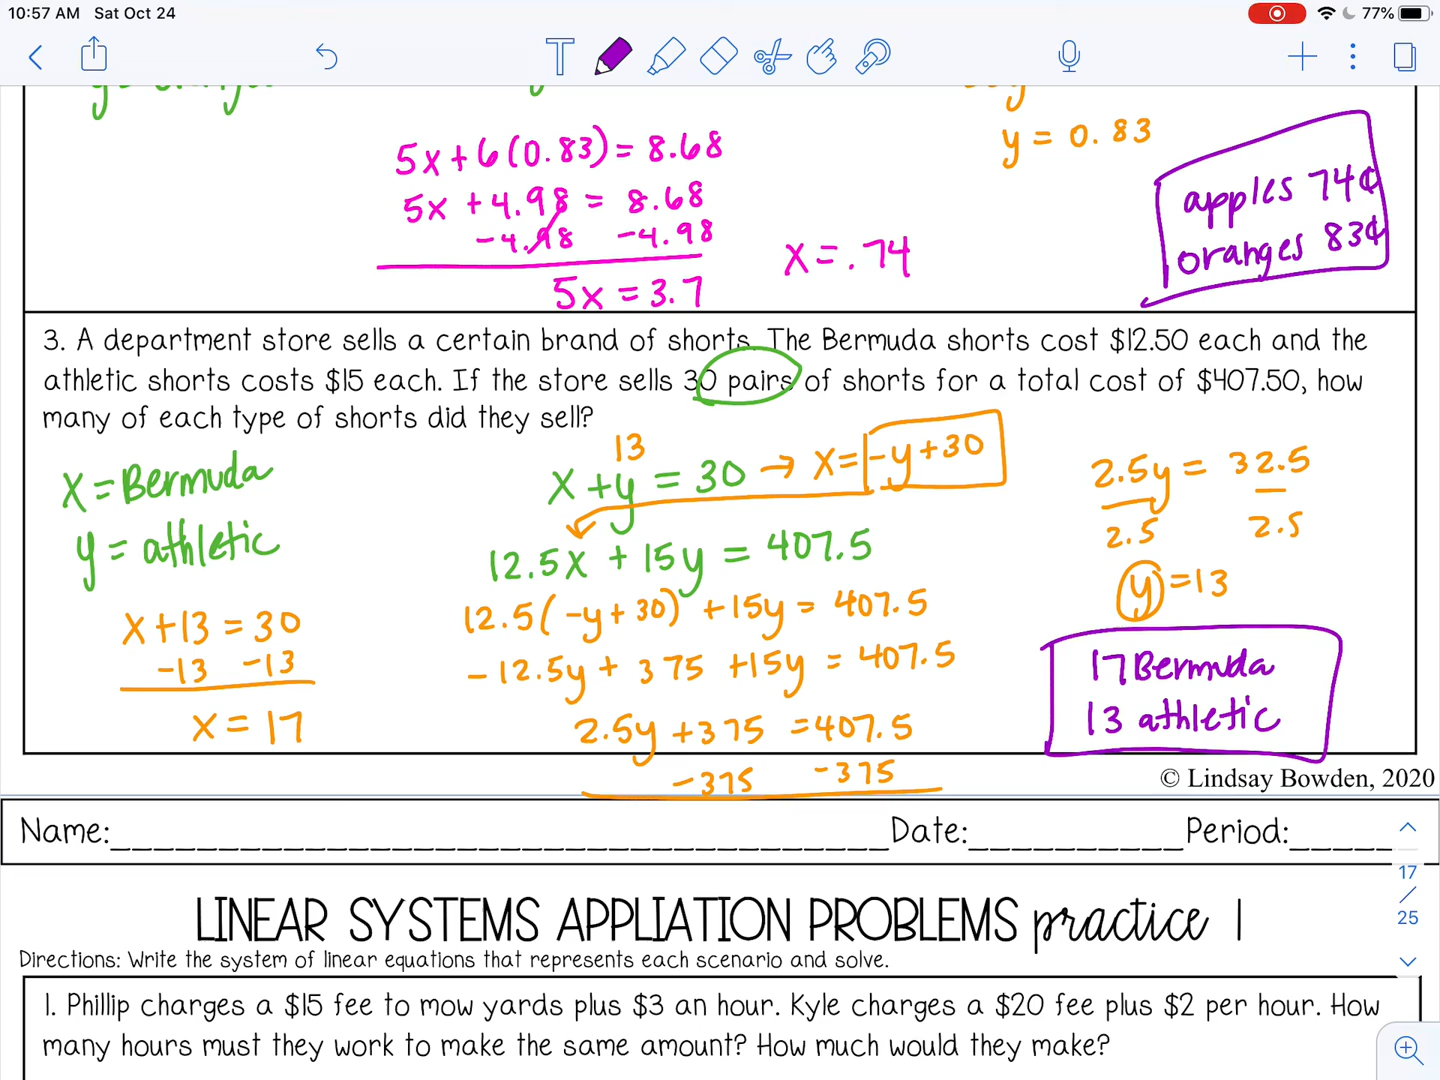 10:57 AM Sat Oct 24
77%
y = 0.83
5x + 6(0.83) = 8.68
5x + 4.98 = 8.68
-4.98 -4.98
5x = 3.7
x = .74
apples 74¢
oranges 83¢
3. A department store sells a certain brand of shorts. The Bermuda shorts cost $12.50 each and the
athletic shorts costs $15 each. If the store sells 30 pairs of shorts for a total cost of $407.50, how
many of each type of shorts did they sell?
x = Bermuda
y = athletic
x + 13 = 30
-13 -13
x = 17
13
x + y = 30 → x = -y + 30
12.5x + 15y = 407.5
12.5(-y + 30) + 15y = 407.5
-12.5y + 375 + 15y = 407.5
2.5y + 375 = 407.5
-375 -375
2.5y = 32.5
2.5 2.5
y = 13
17 Bermuda
13 athletic
© Lindsay Bowden, 2020
Name: Date: Period:
17
/
25
LINEAR SYSTEMS APPLIATION PROBLEMS practice 1
Directions: Write the system of linear equations that represents each scenario and solve.
1. Phillip charges a $15 fee to mow yards plus $3 an hour. Kyle charges a $20 fee plus $2 per hour. How
many hours must they work to make the same amount? How much would they make?